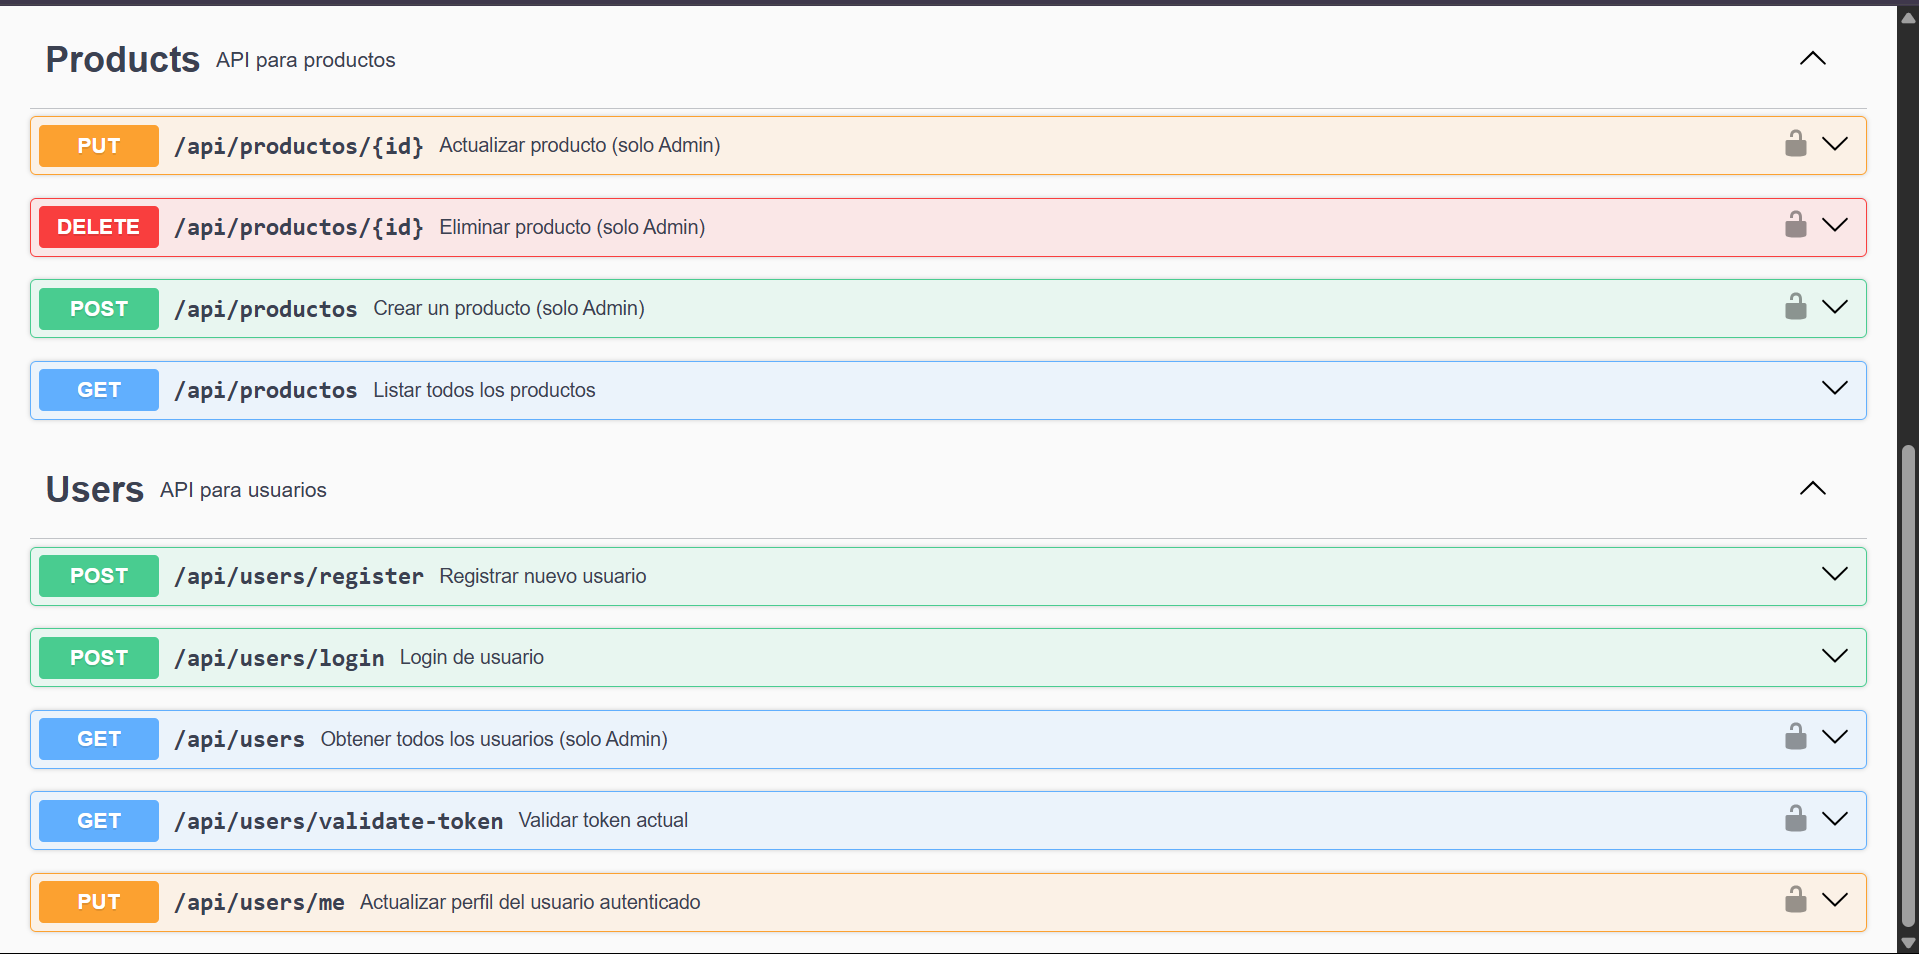 Products API para productos
PUT /api/productos/{id} Actualizar producto (solo Admin)
DELETE /api/productos/{id} Eliminar producto (solo Admin)
POST /api/productos Crear un producto (solo Admin)
GET /api/productos Listar todos los productos
Users API para usuarios
POST /api/users/register Registrar nuevo usuario
POST /api/users/login Login de usuario
GET /api/users Obtener todos los usuarios (solo Admin)
GET /api/users/validate-token Validar token actual
PUT /api/users/me Actualizar perfil del usuario autenticado